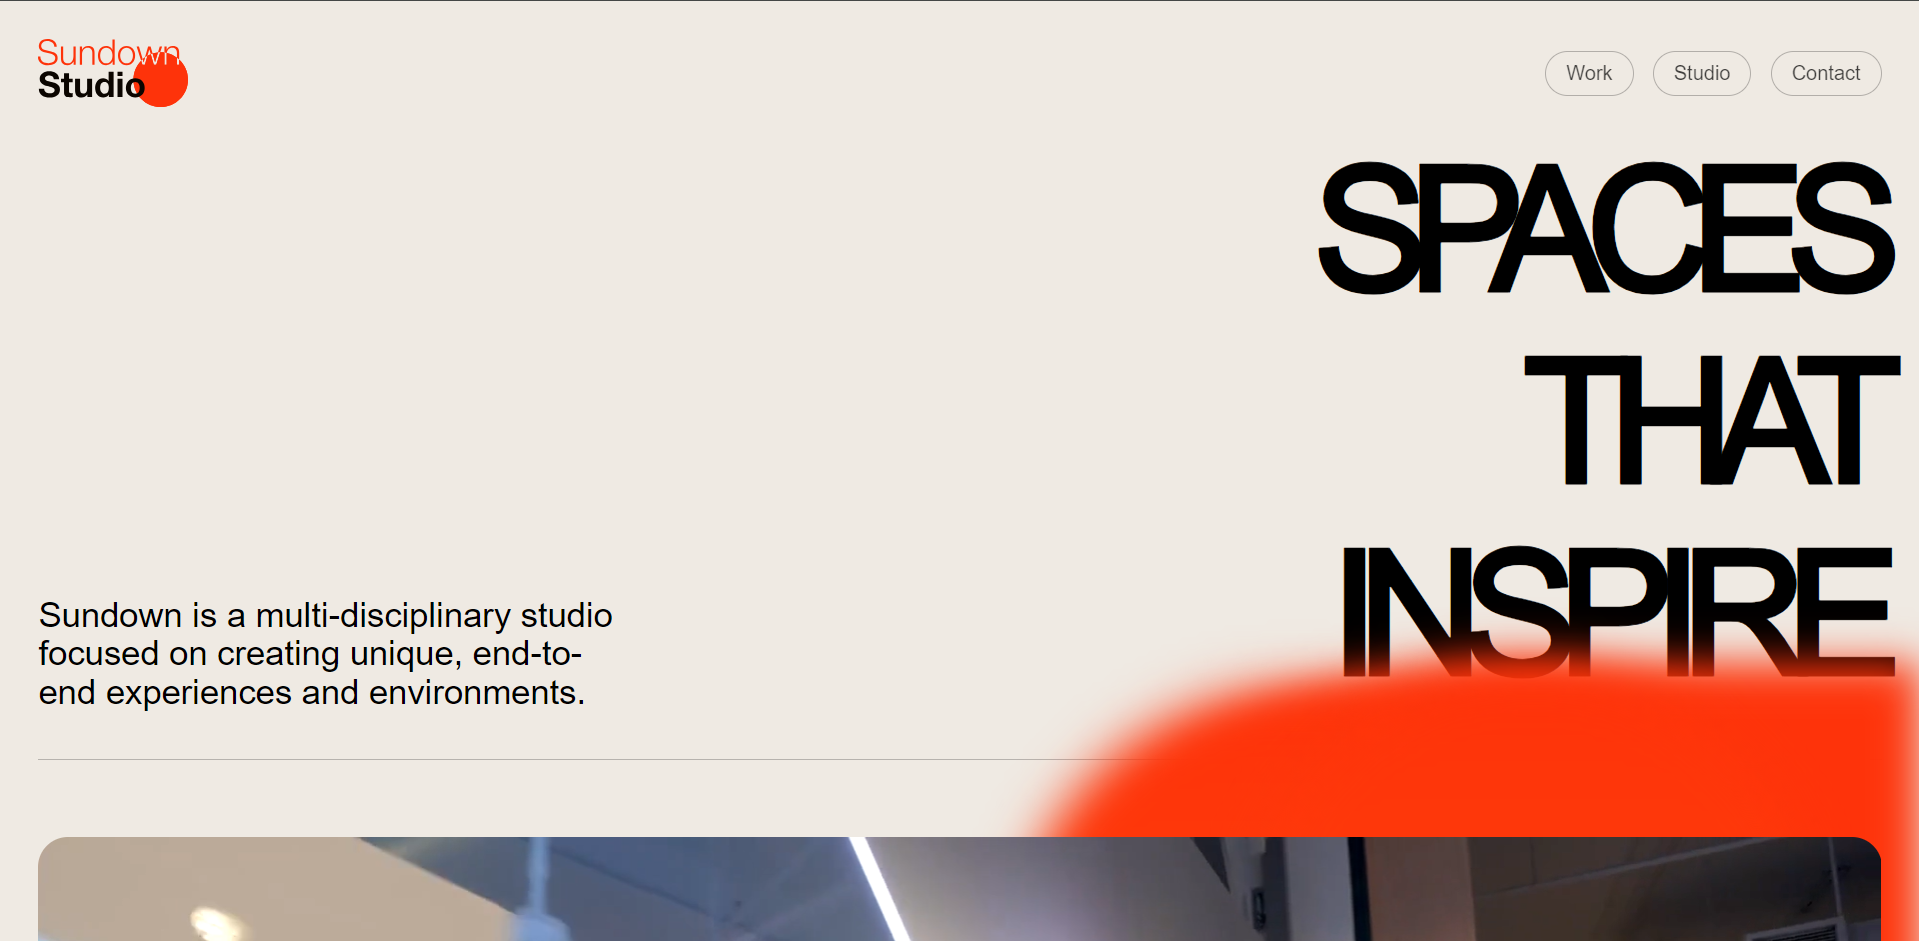 Sundown
Studio
Work
Studio
Contact
SPACES
THAT
INSPIRE
Sundown is a multi-disciplinary studio
focused on creating unique, end-to-
end experiences and environments.